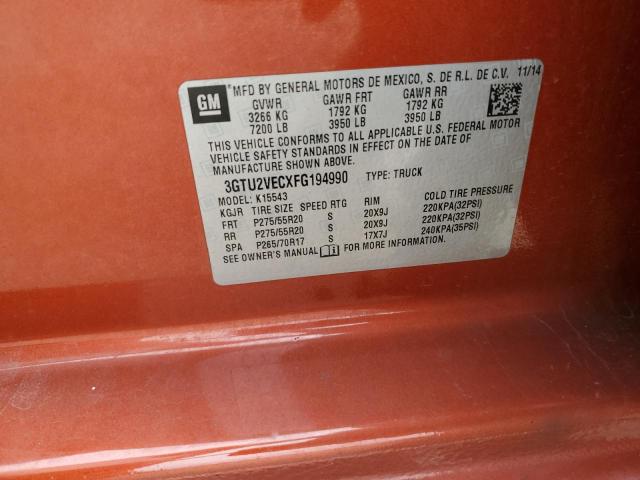 GM
MFD BY GENERAL MOTORS DE MEXICO, S. DE R.L. DE C.V. 11/14
GVWR GAWR FRT GAWR RR
3266 KG 1792 KG 1792 KG
7200 LB 3950 LB 3950 LB
THIS VEHICLE CONFORMS TO ALL APPLICABLE U.S. FEDERAL MOTOR
VEHICLE SAFETY STANDARDS IN EFFECT ON THE DATE OF
MANUFACTURE SHOWN ABOVE.
3GTU2VECXFG194990 TYPE: TRUCK
MODEL: K15543
KGJR TIRE SIZE SPEED RTG RIM COLD TIRE PRESSURE
FRT P275/55R20 S 20X9J 220KPA(32PSI)
RR P275/55R20 S 20X9J 220KPA(32PSI)
SPA P265/70R17 S 17X7J 240KPA(35PSI)
SEE OWNER'S MANUAL FOR MORE INFORMATION.